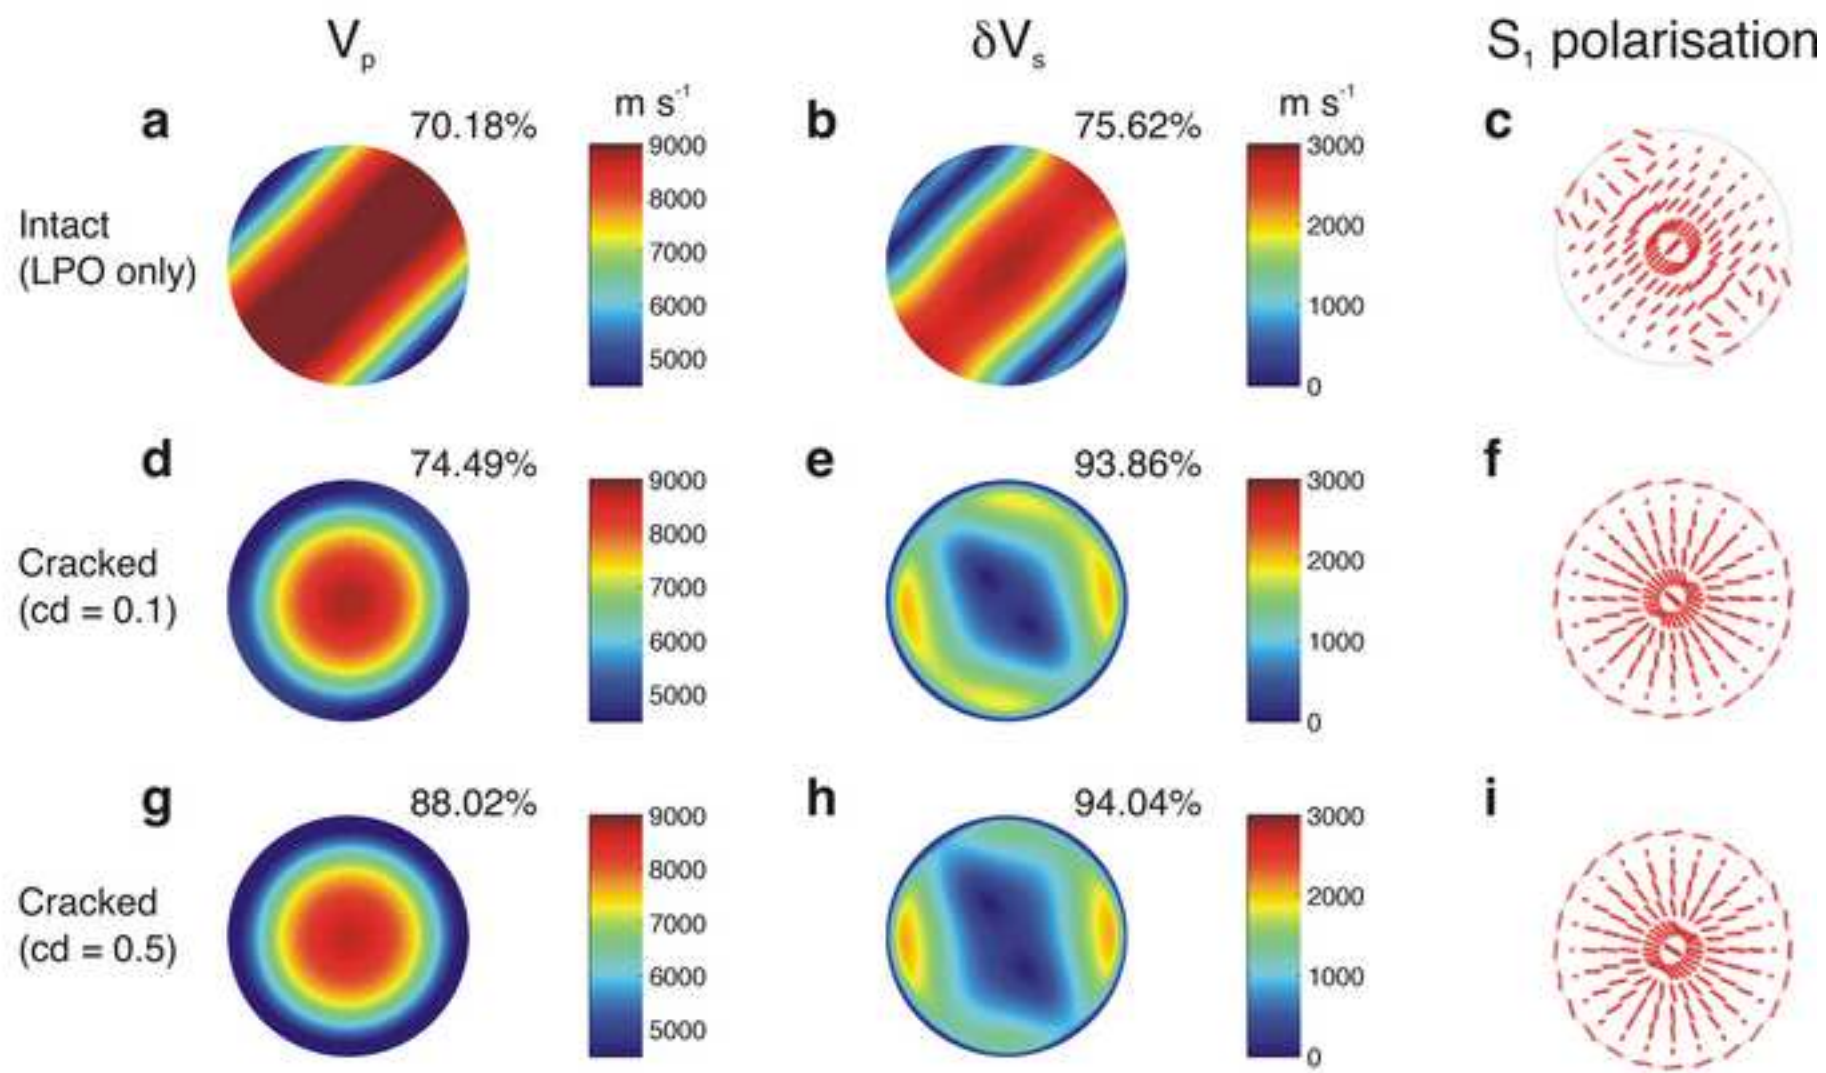 Vp δVs S1 polarisation
a 70.18% m s-1 b 75.62% m s-1 c
Intact
(LPO only)
9000
8000
7000
6000
5000
3000
2000
1000
0
d 74.49% e 93.86% f
Cracked
(cd = 0.1)
9000
8000
7000
6000
5000
3000
2000
1000
0
g 88.02% h 94.04% i
Cracked
(cd = 0.5)
9000
8000
7000
6000
5000
3000
2000
1000
0